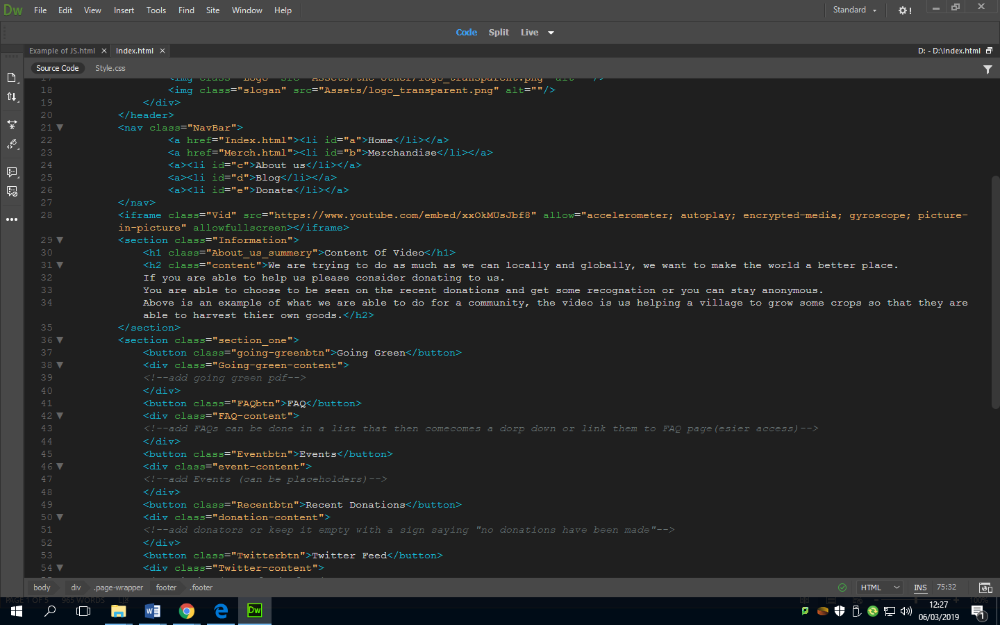 Dw File Edit View Insert Tools Find Site Window Help Standard
Code Split Live
Example of JS.html Index.html D: - D:\Index.html
Source Code Style.css
18 <img class="slogan" src="Assets/logo_transparent.png" alt=""/>
19 </div>
20 </header>
21 <nav class="NavBar">
22 <a href="Index.html"><li id="a">Home</li></a>
23 <a href="Merch.html"><li id="b">Merchandise</li></a>
24 <a><li id="c">About us</li></a>
25 <a><li id="d">Blog</li></a>
26 <a><li id="e">Donate</li></a>
27 </nav>
28 <iframe class="Vid" src="https://www.youtube.com/embed/xxOkMUsJbf8" allow="accelerometer; autoplay; encrypted-media; gyroscope; picture-
in-picture" allowfullscreen></iframe>
29 <section class="Information">
30 <h1 class="About_us_summery">Content Of Video</h1>
31 <h2 class="content">We are trying to do as much as we can locally and globally, we want to make the world a better place.
32 If you are able to help us please consider donating to us.
33 You are able to choose to be seen on the recent donations and get some recognation or you can stay anonymous.
34 Above is an example of what we are able to do for a community, the video is us helping a village to grow some crops so that they are
able to harvest thier own goods.</h2>
35 </section>
36 <section class="section_one">
37 <button class="going-greenbtn">Going Green</button>
38 <div class="Going-green-content">
39 <!--add going green pdf-->
40 </div>
41 <button class="FAQbtn">FAQ</button>
42 <div class="FAQ-content">
43 <!--add FAQs can be done in a list that then comecomes a dorp down or link them to FAQ page(esier access)-->
44 </div>
45 <button class="Eventbtn">Events</button>
46 <div class="event-content">
47 <!--add Events (can be placeholders)-->
48 </div>
49 <button class="Recentbtn">Recent Donations</button>
50 <div class="donation-content">
51 <!--add donators or keep it empty with a sign saying "no donations have been made"-->
52 </div>
53 <button class="Twitterbtn">Twitter Feed</button>
54 <div class="Twitter-content">
body div .page-wrapper footer .footer HTML INS 75:32
PAGE 1 OF 5 965 WORDS 100%
12:27
06/03/2019
1